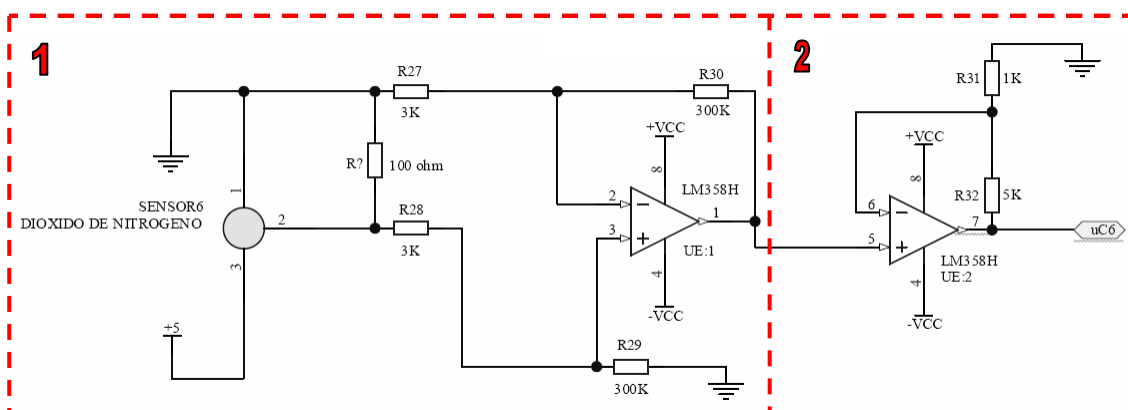 1
2
R27
3K
R30
300K
R31
1K
+VCC
8
R?
100 ohm
1
SENSOR6
DIOXIDO DE NITROGENO
2
3
R28
3K
LM358H
2
−
1
3
+
UE:1
4
-VCC
+VCC
8
R32
5K
6
−
7
uC6
5
+
LM358H
UE:2
4
-VCC
+5
R29
300K